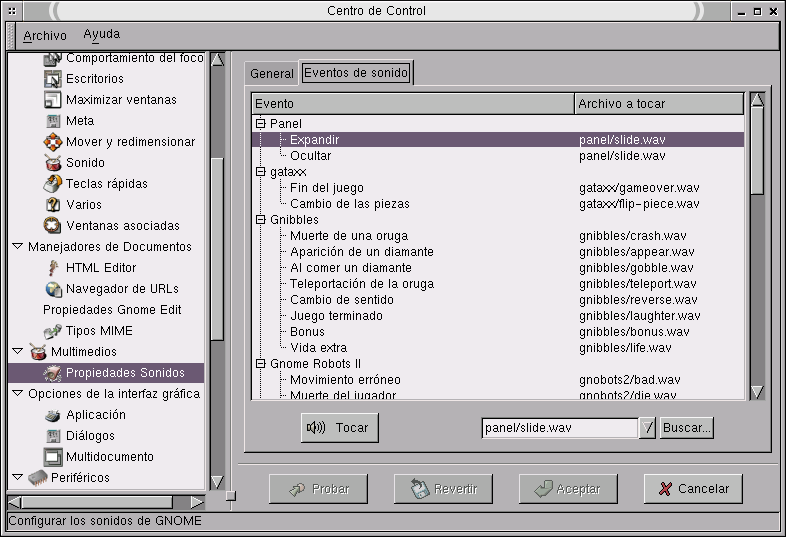 Centro de Control
Archivo Ayuda
Comportamiento del foco
Escritorios
Maximizar ventanas
Meta
Mover y redimensionar
Sonido
Teclas rápidas
Varios
Ventanas asociadas
Manejadores de Documentos
HTML Editor
Navegador de URLs
Propiedades Gnome Edit
Tipos MIME
Multimedios
Propiedades Sonidos
Opciones de la interfaz gráfica
Aplicación
Diálogos
Multidocumento
Periféricos
General Eventos de sonido
Evento Archivo a tocar
Panel
Expandir panel/slide.wav
Ocultar panel/slide.wav
gataxx
Fin del juego gataxx/gameover.wav
Cambio de las piezas gataxx/flip-piece.wav
Gnibbles
Muerte de una oruga gnibbles/crash.wav
Aparición de un diamante gnibbles/appear.wav
Al comer un diamante gnibbles/gobble.wav
Teleportación de la oruga gnibbles/teleport.wav
Cambio de sentido gnibbles/reverse.wav
Juego terminado gnibbles/laughter.wav
Bonus gnibbles/bonus.wav
Vida extra gnibbles/life.wav
Gnome Robots II
Movimiento erróneo gnobots2/bad.wav
Muerte del jugador gnobots2/die.wav
Tocar panel/slide.wav Buscar...
Probar Revertir Aceptar Cancelar
Configurar los sonidos de GNOME